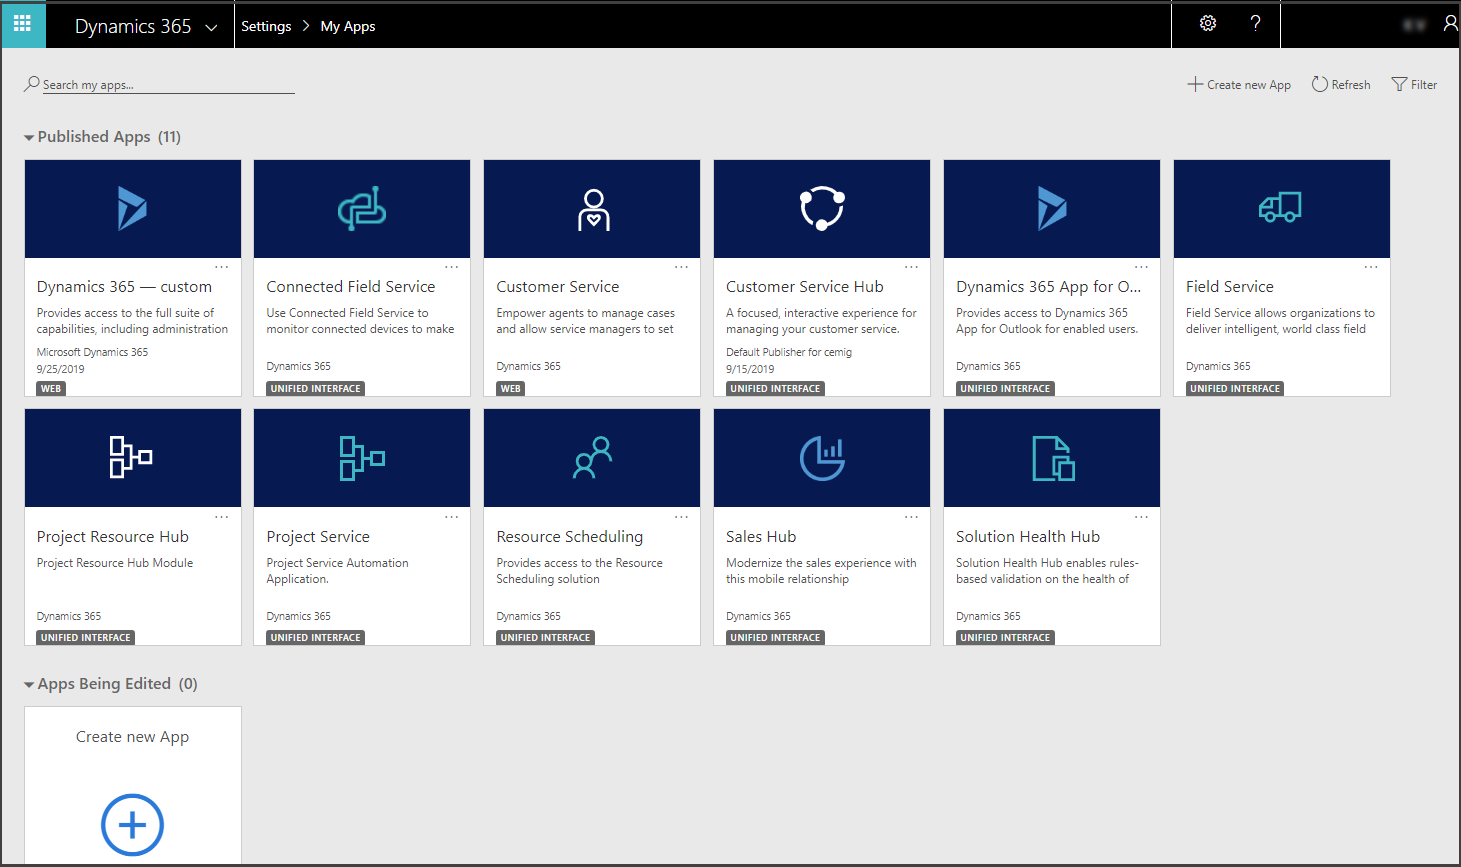 Dynamics 365
Settings > My Apps
?
Search my apps...
Create new App
Refresh
Filter
Published Apps (11)
Dynamics 365 — custom
Provides access to the full suite of
capabilities, including administration
Microsoft Dynamics 365
9/25/2019
WEB
Connected Field Service
Use Connected Field Service to
monitor connected devices to make
Dynamics 365
UNIFIED INTERFACE
Customer Service
Empower agents to manage cases
and allow service managers to set
Dynamics 365
WEB
Customer Service Hub
A focused, interactive experience for
managing your customer service.
Default Publisher for cemig
9/15/2019
UNIFIED INTERFACE
Dynamics 365 App for O...
Provides access to Dynamics 365
App for Outlook for enabled users.
Dynamics 365
UNIFIED INTERFACE
Field Service
Field Service allows organizations to
deliver intelligent, world class field
Dynamics 365
UNIFIED INTERFACE
Project Resource Hub
Project Resource Hub Module
Dynamics 365
UNIFIED INTERFACE
Project Service
Project Service Automation
Application.
Dynamics 365
UNIFIED INTERFACE
Resource Scheduling
Provides access to the Resource
Scheduling solution
Dynamics 365
UNIFIED INTERFACE
Sales Hub
Modernize the sales experience with
this mobile relationship
Dynamics 365
UNIFIED INTERFACE
Solution Health Hub
Solution Health Hub enables rules-
based validation on the health of
Dynamics 365
UNIFIED INTERFACE
Apps Being Edited (0)
Create new App